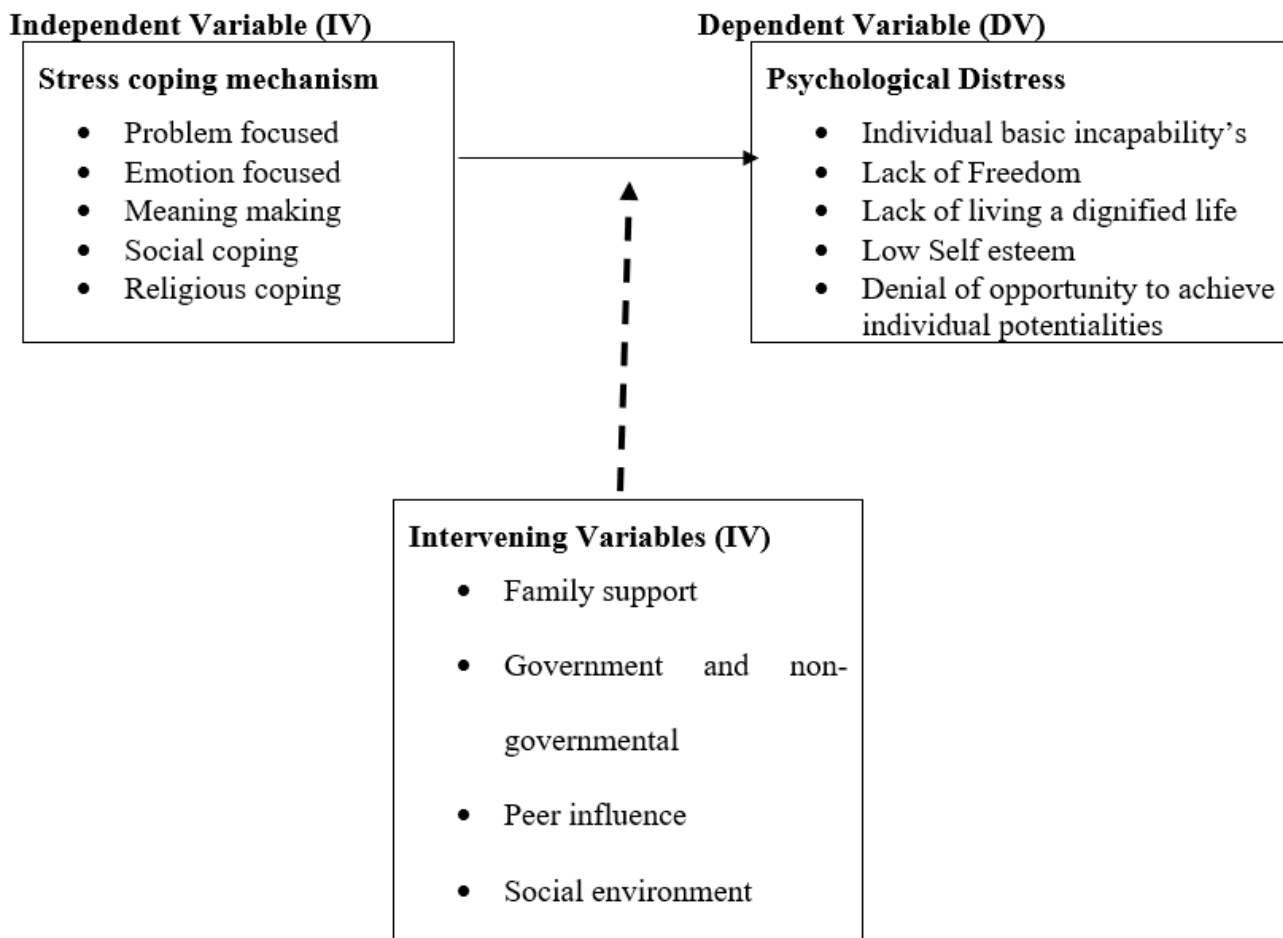 Independent Variable (IV)
Dependent Variable (DV)
Stress coping mechanism
• Problem focused
• Emotion focused
• Meaning making
• Social coping
• Religious coping
Psychological Distress
• Individual basic incapability’s
• Lack of Freedom
• Lack of living a dignified life
• Low Self esteem
• Denial of opportunity to achieve
individual potentialities
Intervening Variables (IV)
• Family support
• Government and non-
governmental
• Peer influence
• Social environment